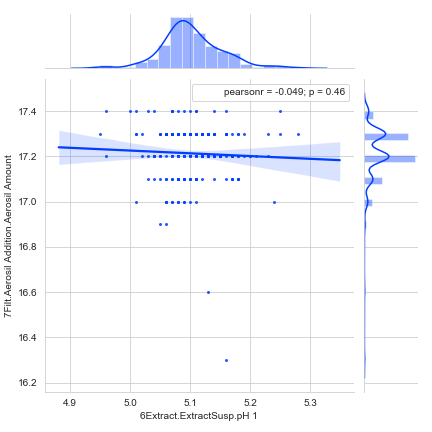 pearsonr = -0.049; p = 0.46
17.4
17.2
17.0
16.8
16.6
16.4
16.2
7Filt.Aerosil Addition.Aerosil Amount
4.9 5.0 5.1 5.2 5.3
6Extract.ExtractSusp.pH 1